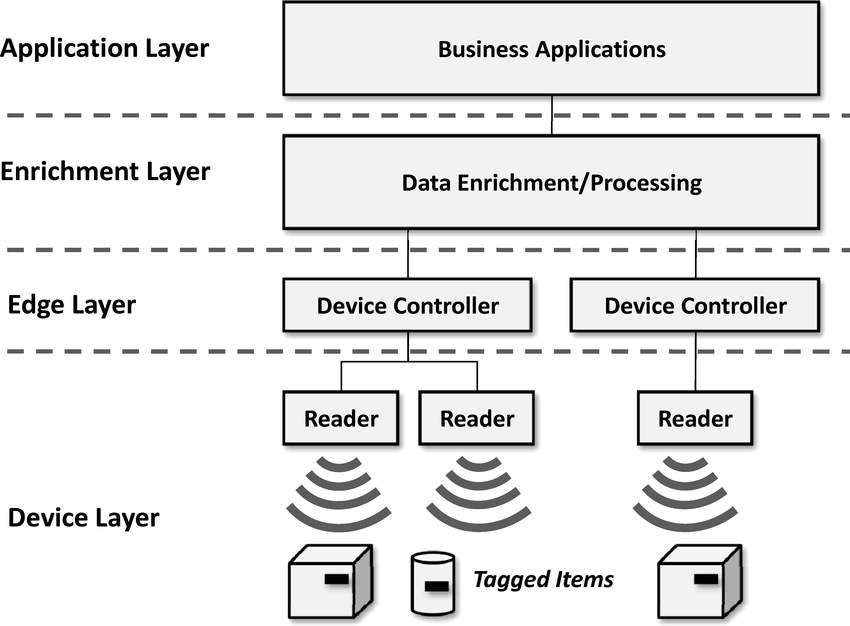 Application Layer
Business Applications
Enrichment Layer
Data Enrichment/Processing
Edge Layer
Device Controller
Device Controller
Reader
Reader
Reader
Device Layer
Tagged Items